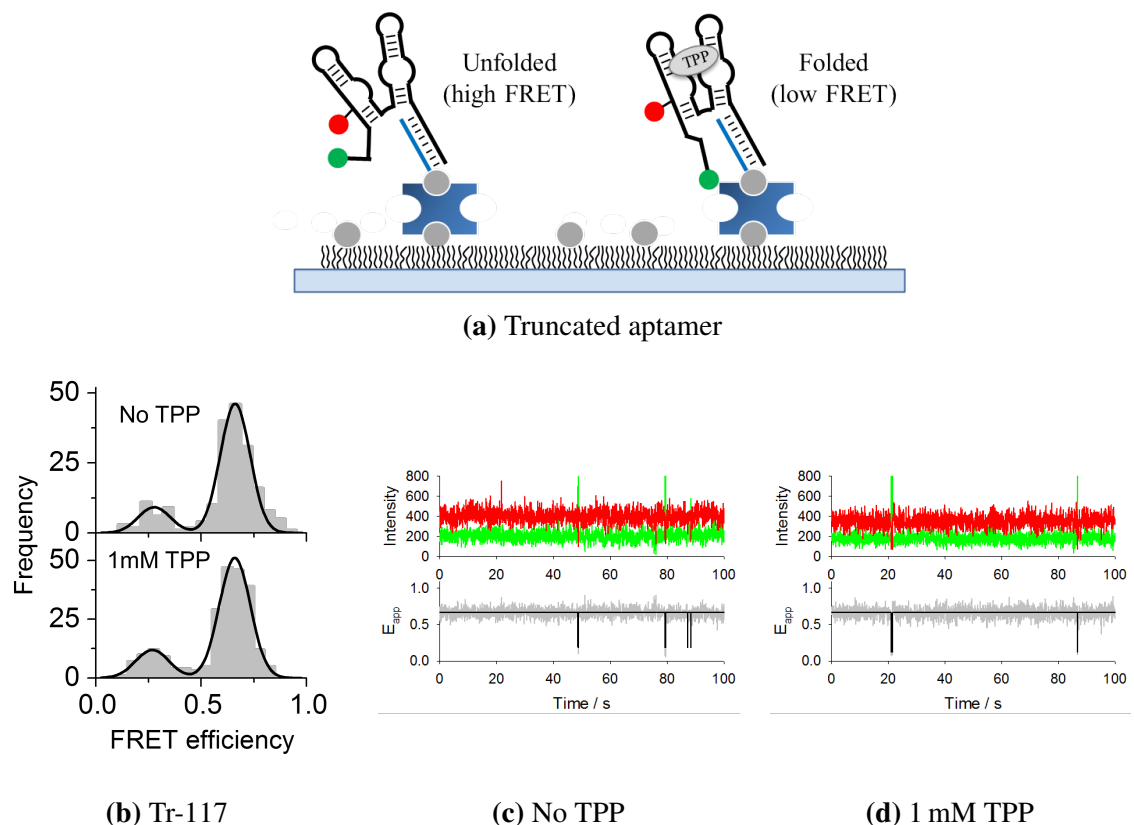 Unfolded
(high FRET)
TPP
Folded
(low FRET)
(a) Truncated aptamer
50
25
0
50
25
0
No TPP
1mM TPP
Frequency
0.0 0.5 1.0
FRET efficiency
(b) Tr-117
800
600
400
200
0
Intensity
0 20 40 60 80 100
1.0
0.5
0.0
Eapp
0 20 40 60 80 100
Time / s
(c) No TPP
800
600
400
200
0
Intensity
0 20 40 60 80 100
1.0
0.5
0.0
Eapp
0 20 40 60 80 100
Time / s
(d) 1 mM TPP